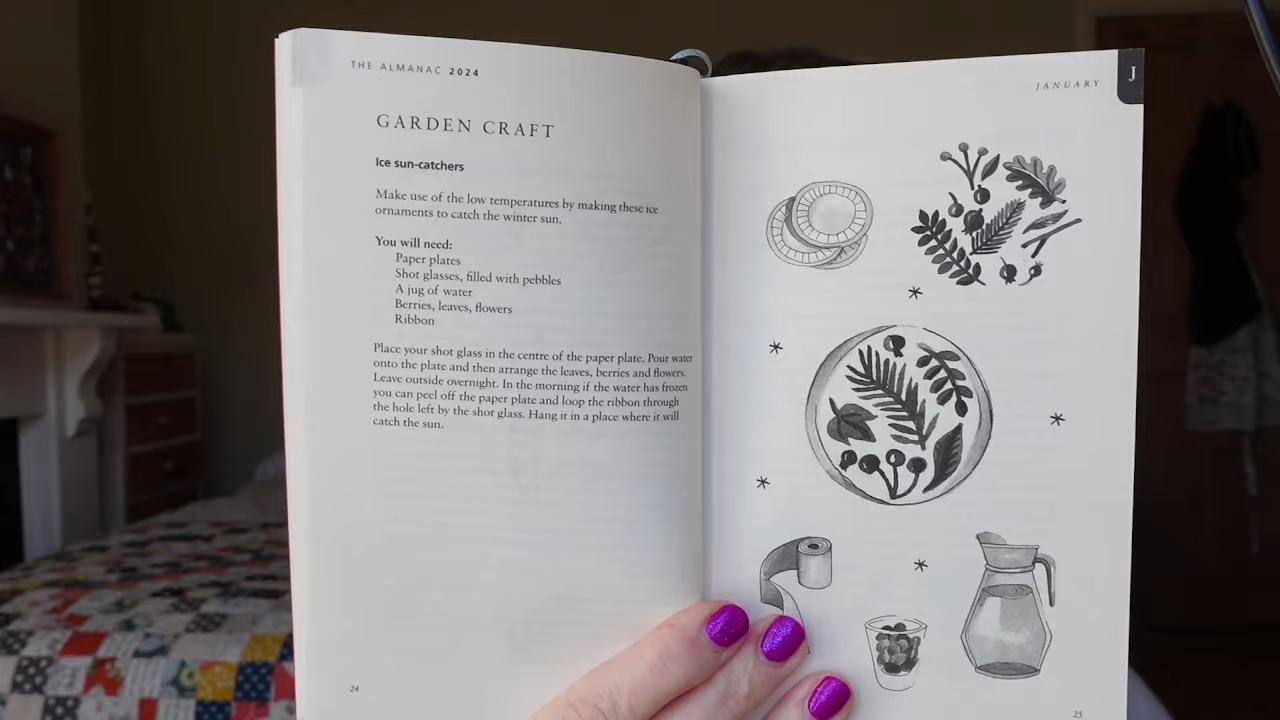 THE ALMANAC 2024
GARDEN CRAFT
Ice sun-catchers
Make use of the low temperatures by making these ice
ornaments to catch the winter sun.
You will need:
Paper plates
Shot glasses, filled with pebbles
A jug of water
Berries, leaves, flowers
Ribbon
Place your shot glass in the centre of the paper plate. Pour water
onto the plate and then arrange the leaves, berries and flowers.
Leave outside overnight. In the morning if the water has frozen
you can peel off the paper plate and loop the ribbon through
the hole left by the shot glass. Hang it in a place where it will
catch the sun.
24
JANUARY
J
25